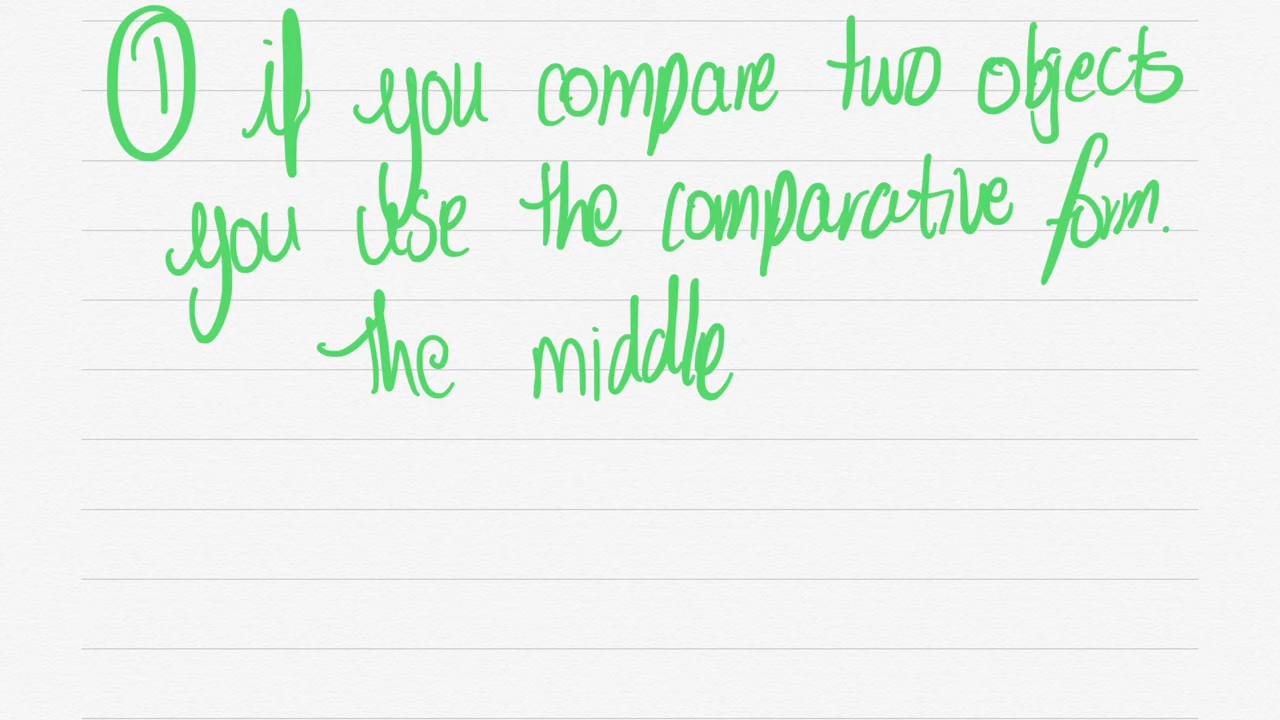 ① if you compare two objects
you use the comparative form.
the middle